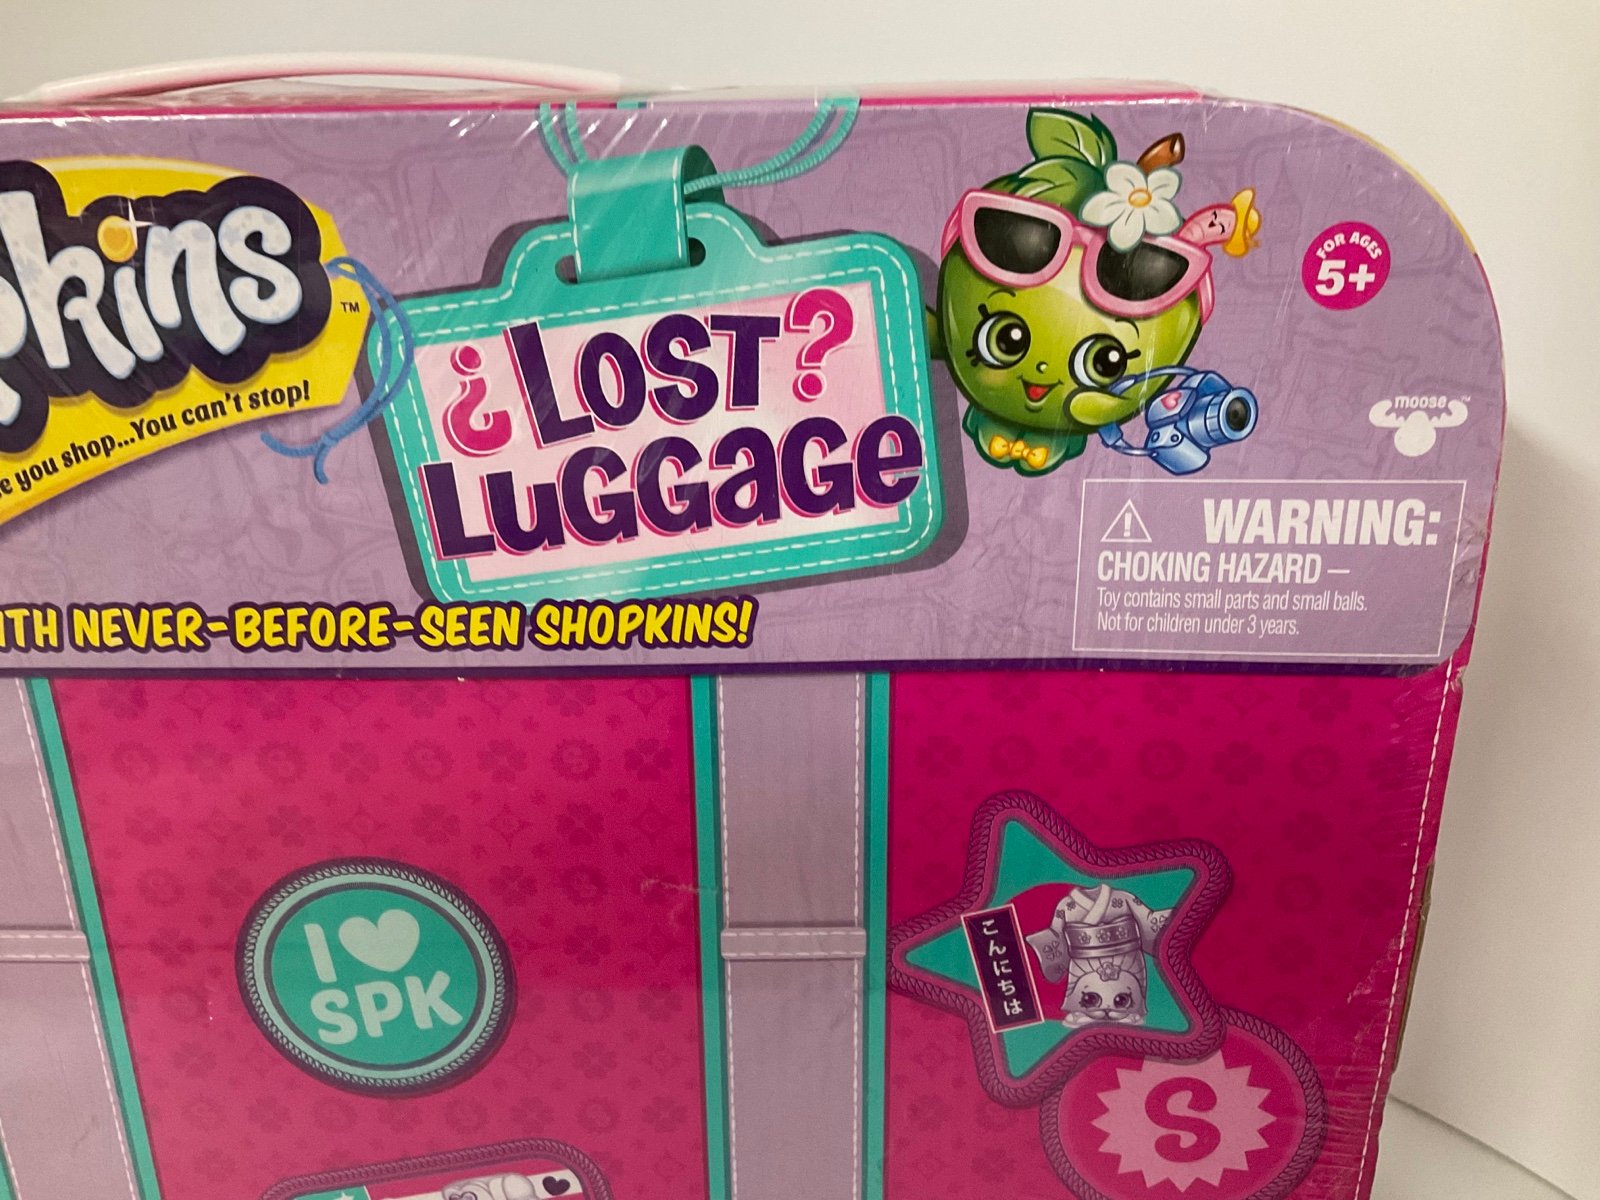 pkins
TM
e you shop...You can't stop!
¿LOST?
LUGGAGE
FOR AGES
5+
moose
TM
WARNING:
CHOKING HAZARD –
Toy contains small parts and small balls.
Not for children under 3 years.
ITH NEVER-BEFORE-SEEN SHOPKINS!
I
SPK
こんにちは
S